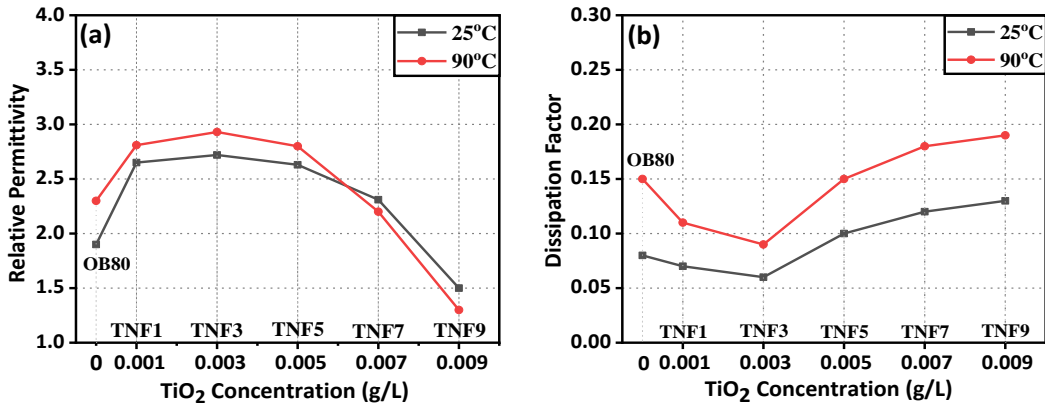 (a)
25°C
90°C
4.0
3.5
3.0
2.5
2.0
1.5
1.0
Relative Permittivity
OB80
TNF1 TNF3 TNF5 TNF7 TNF9
0 0.001 0.003 0.005 0.007 0.009
TiO2 Concentration (g/L)
(b)
25°C
90°C
0.30
0.25
0.20
0.15
0.10
0.05
0.00
Dissipation Factor
OB80
TNF1 TNF3 TNF5 TNF7 TNF9
0 0.001 0.003 0.005 0.007 0.009
TiO2 Concentration (g/L)